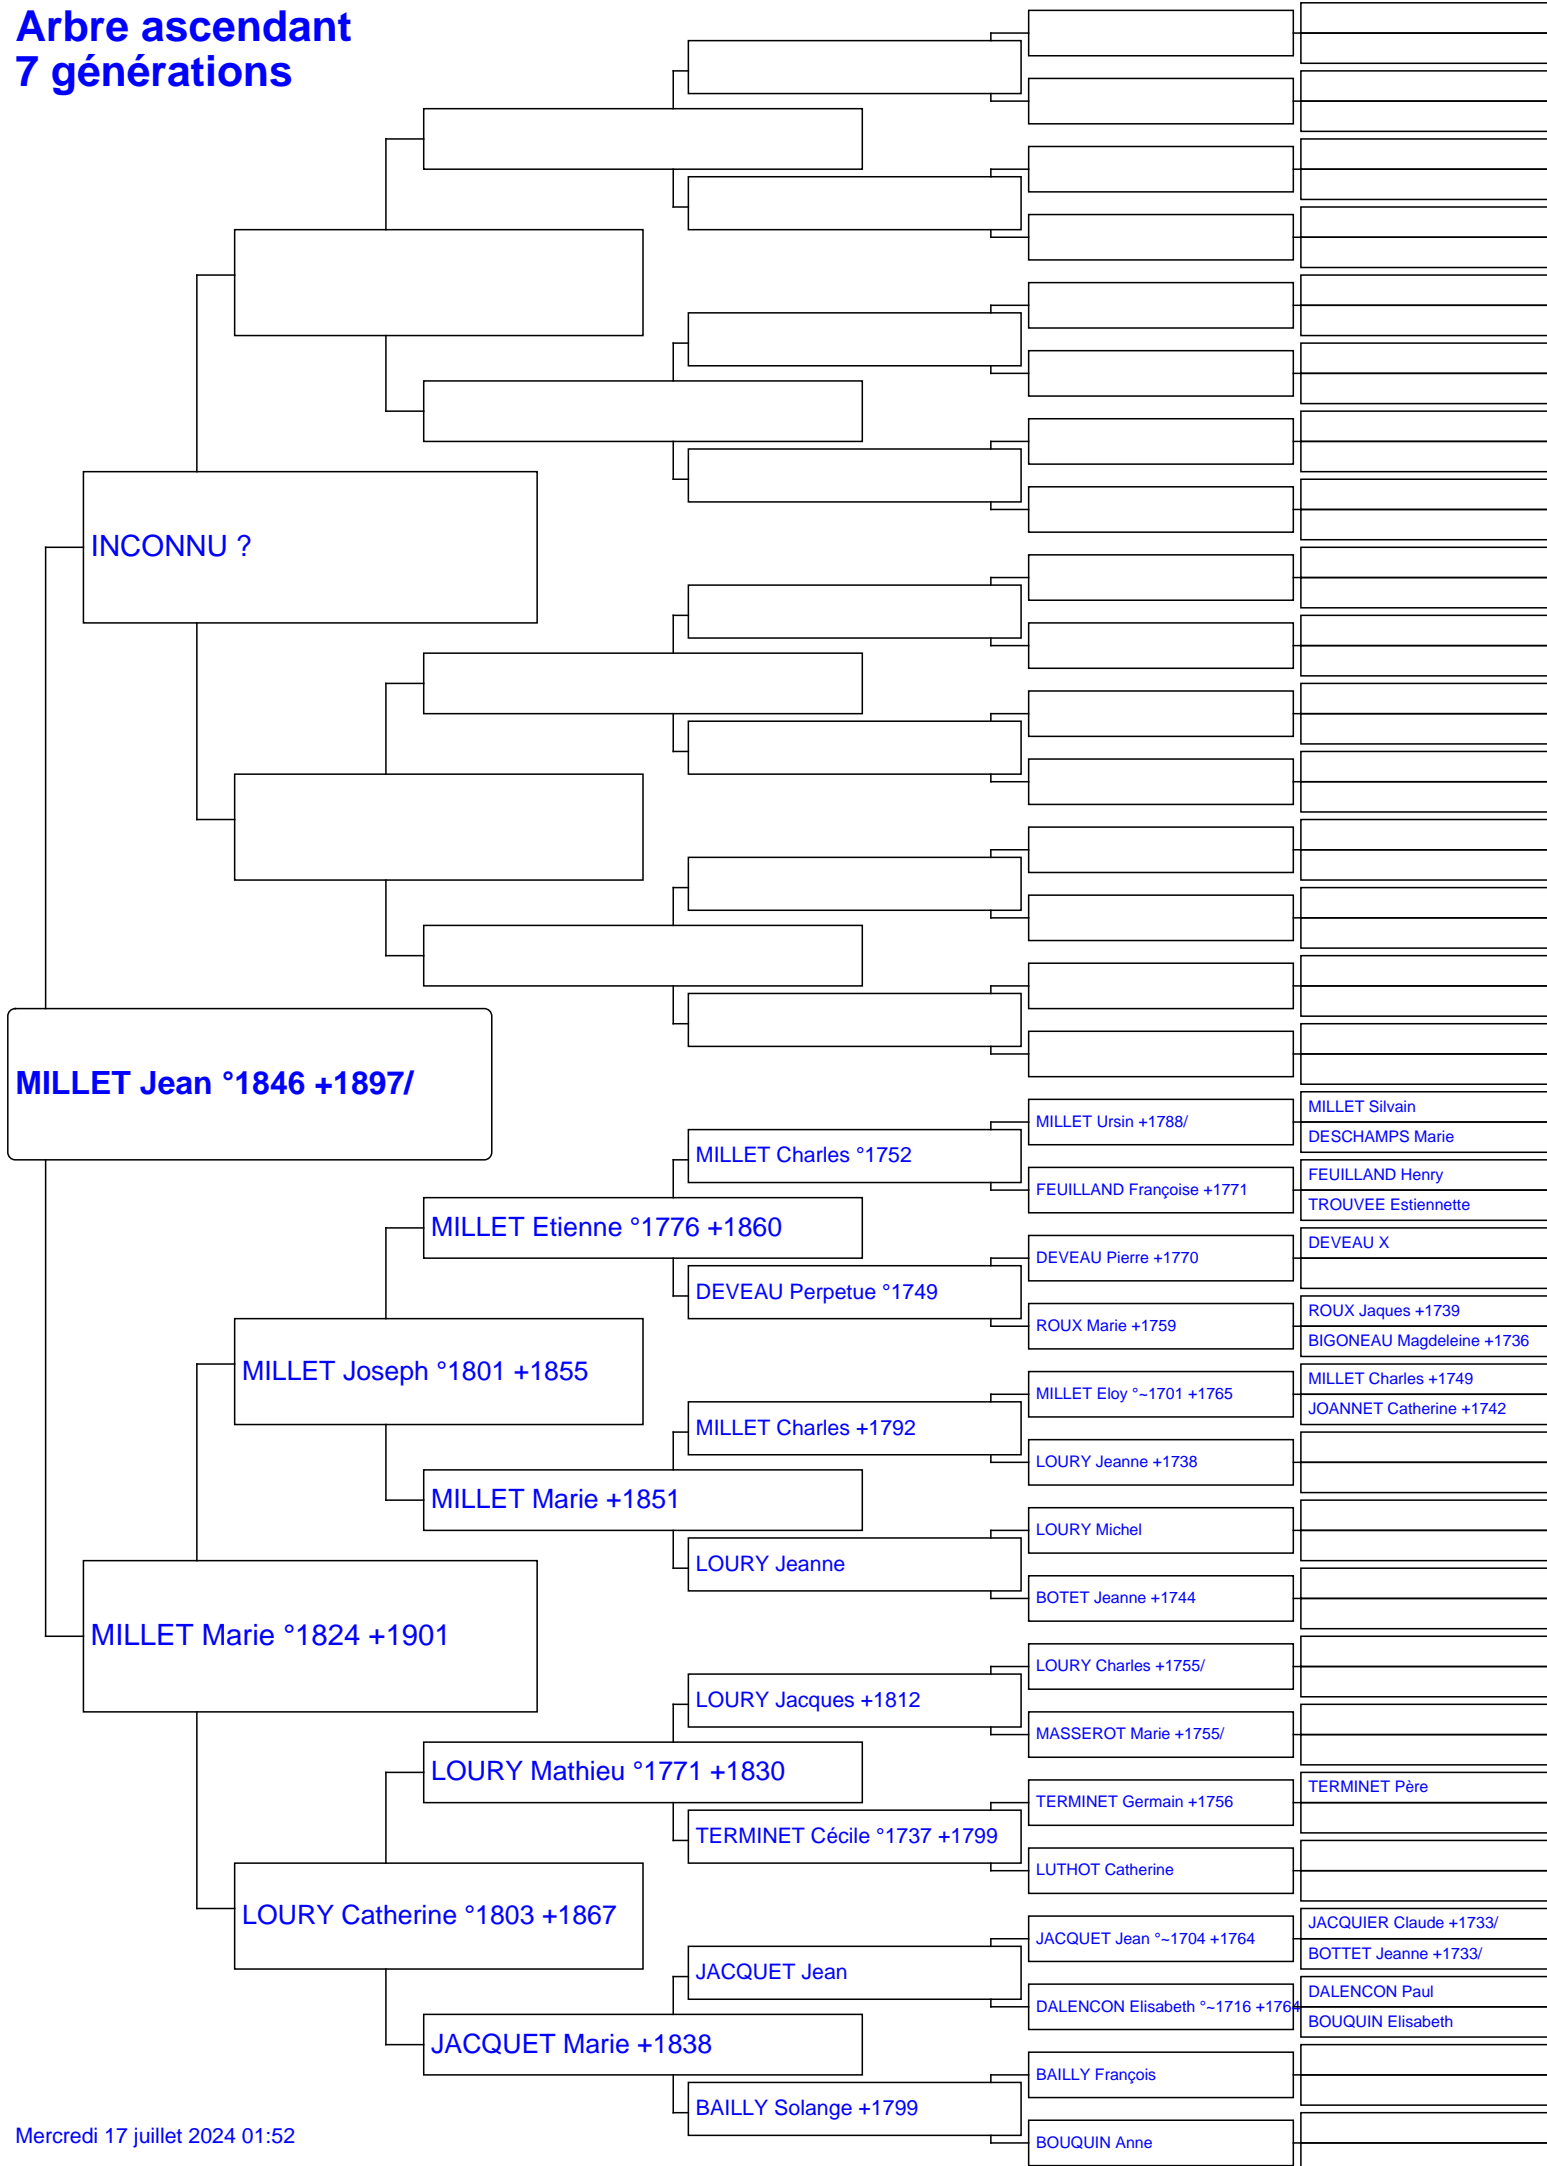 Arbre ascendant
7 générations
INCONNU ?
MILLET Jean °1846 +1897/
MILLET Marie °1824 +1901
MILLET Joseph °1801 +1855
LOURY Catherine °1803 +1867
MILLET Etienne °1776 +1860
MILLET Marie +1851
LOURY Mathieu °1771 +1830
JACQUET Marie +1838
MILLET Charles °1752
DEVEAU Perpetue °1749
MILLET Charles +1792
LOURY Jeanne
LOURY Jacques +1812
TERMINET Cécile °1737 +1799
JACQUET Jean
BAILLY Solange +1799
MILLET Ursin +1788/
FEUILLAND Françoise +1771
DEVEAU Pierre +1770
ROUX Marie +1759
MILLET Eloy °~1701 +1765
LOURY Jeanne +1738
LOURY Michel
BOTET Jeanne +1744
LOURY Charles +1755/
MASSEROT Marie +1755/
TERMINET Germain +1756
LUTHOT Catherine
JACQUET Jean °~1704 +1764
DALENCON Elisabeth °~1716 +1764
BAILLY François
BOUQUIN Anne
MILLET Silvain
DESCHAMPS Marie
FEUILLAND Henry
TROUVEE Estiennette
DEVEAU X
ROUX Jaques +1739
BIGONEAU Magdeleine +1736
MILLET Charles +1749
JOANNET Catherine +1742
TERMINET Père
JACQUIER Claude +1733/
BOTTET Jeanne +1733/
DALENCON Paul
BOUQUIN Elisabeth
Mercredi 17 juillet 2024 01:52